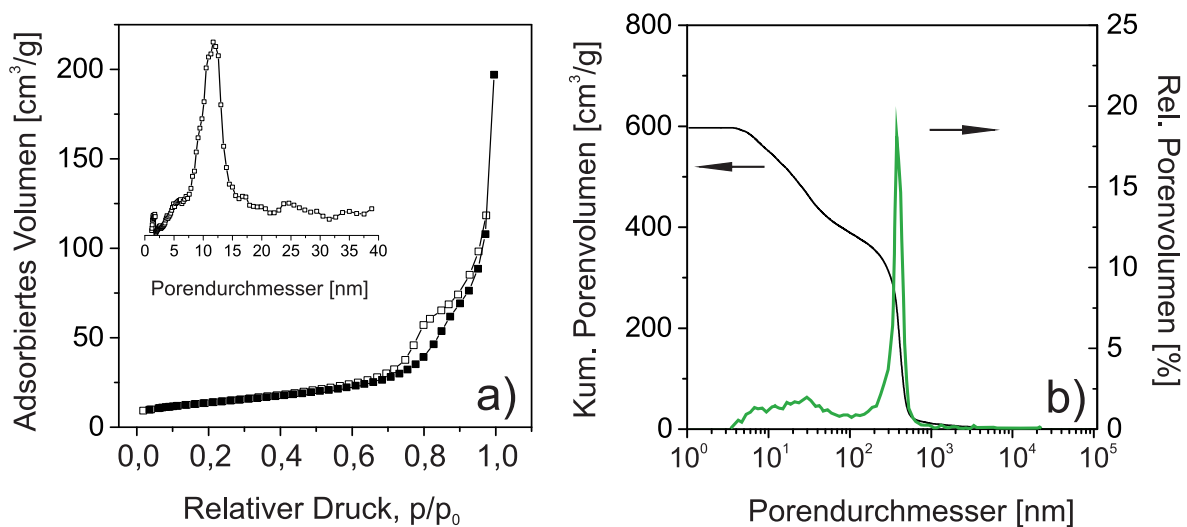 Adsorbiertes Volumen [cm³/g]
200
150
100
50
0
0,0 0,2 0,4 0,6 0,8 1,0
Relativer Druck, p/p₀
0 5 10 15 20 25 30 35 40
Porendurchmesser [nm]
a)
Kum. Porenvolumen [cm³/g]
800
600
400
200
0
10⁰ 10¹ 10² 10³ 10⁴ 10⁵
Porendurchmesser [nm]
25
20
15
10
5
0
Rel. Porenvolumen [%]
b)